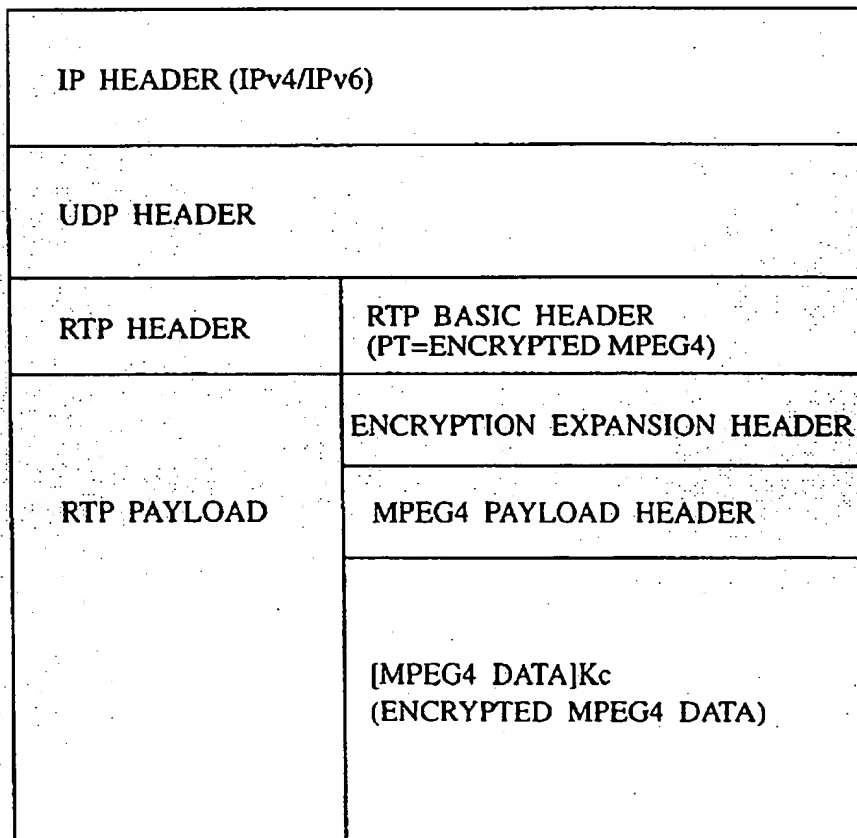 IP HEADER (IPv4/IPv6)
UDP HEADER
RTP HEADER
RTP BASIC HEADER
(PT=ENCRYPTED MPEG4)
ENCRYPTION EXPANSION HEADER
RTP PAYLOAD
MPEG4 PAYLOAD HEADER
[MPEG4 DATA]Kc
(ENCRYPTED MPEG4 DATA)